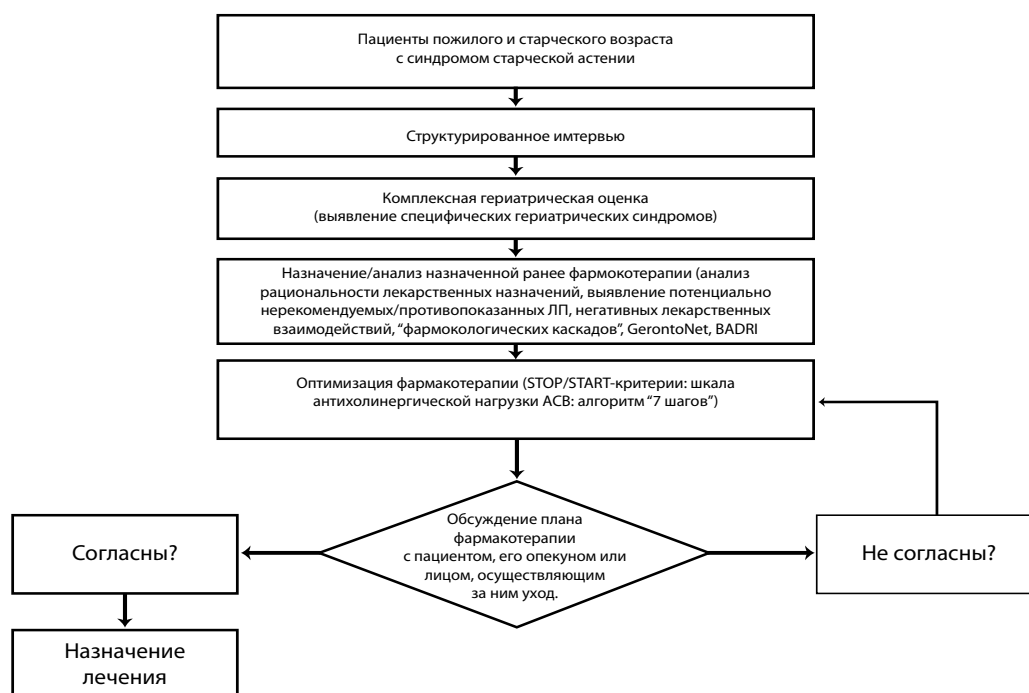 Пациенты пожилого и старческого возраста
с синдромом старческой астении
Структурированное имтервью
Комплексная гериатрическая оценка
(выявление специфических гериатрических синдромов)
Назначение/анализ назначенной ранее фармокотерапии (анализ
рациональности лекарственных назначений, выявление потенциально
нерекомендуемых/противопоказанных ЛП, негативных лекарственных
взаимодействий, “фармокологических каскадов”, GerontoNet, BADRI
Оптимизация фармакотерапии (STOP/START-критерии: шкала
антихолинергической нагрузки АСВ: алгоритм “7 шагов”)
Обсуждение плана
фармакотерапии
с пациентом, его опекуном или
лицом, осуществляющим
за ним уход.
Согласны?
Не согласны?
Назначение
лечения